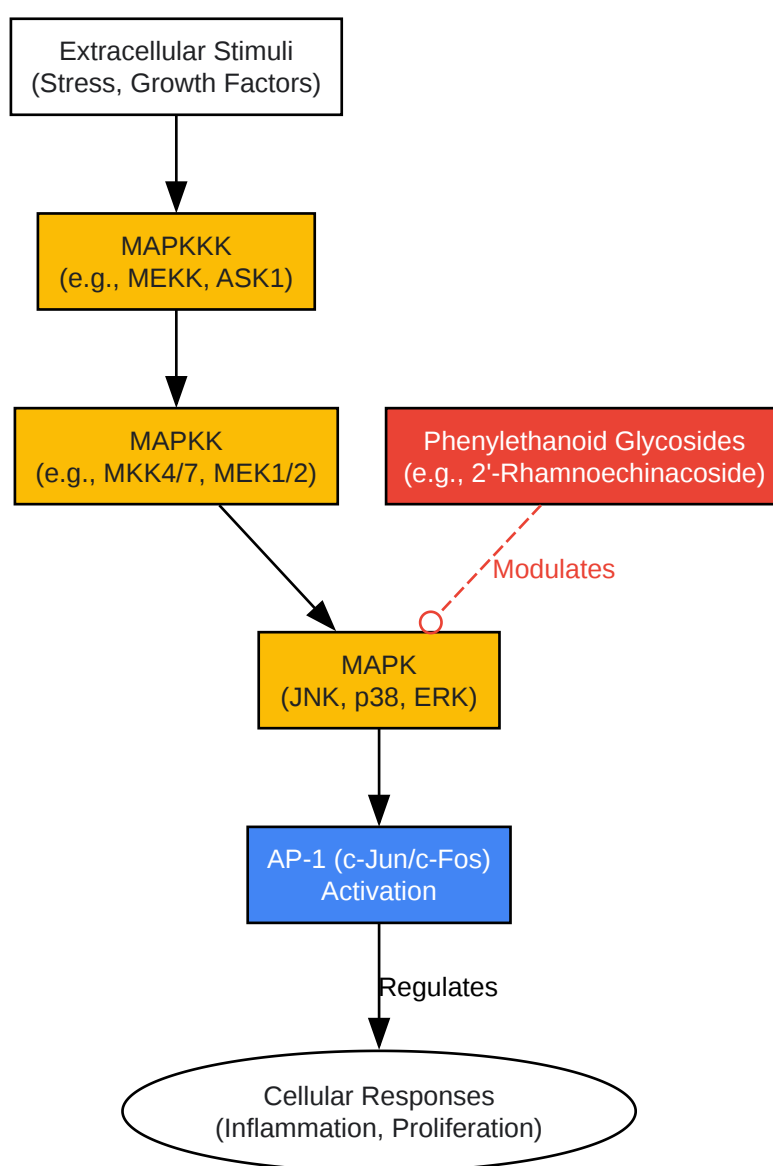 Extracellular Stimuli
(Stress, Growth Factors)
MAPKKK
(e.g., MEKK, ASK1)
MAPKK
(e.g., MKK4/7, MEK1/2)
Phenylethanoid Glycosides
(e.g., 2'-Rhamnoechinacoside)
Modulates
MAPK
(JNK, p38, ERK)
AP-1 (c-Jun/c-Fos)
Activation
Regulates
Cellular Responses
(Inflammation, Proliferation)